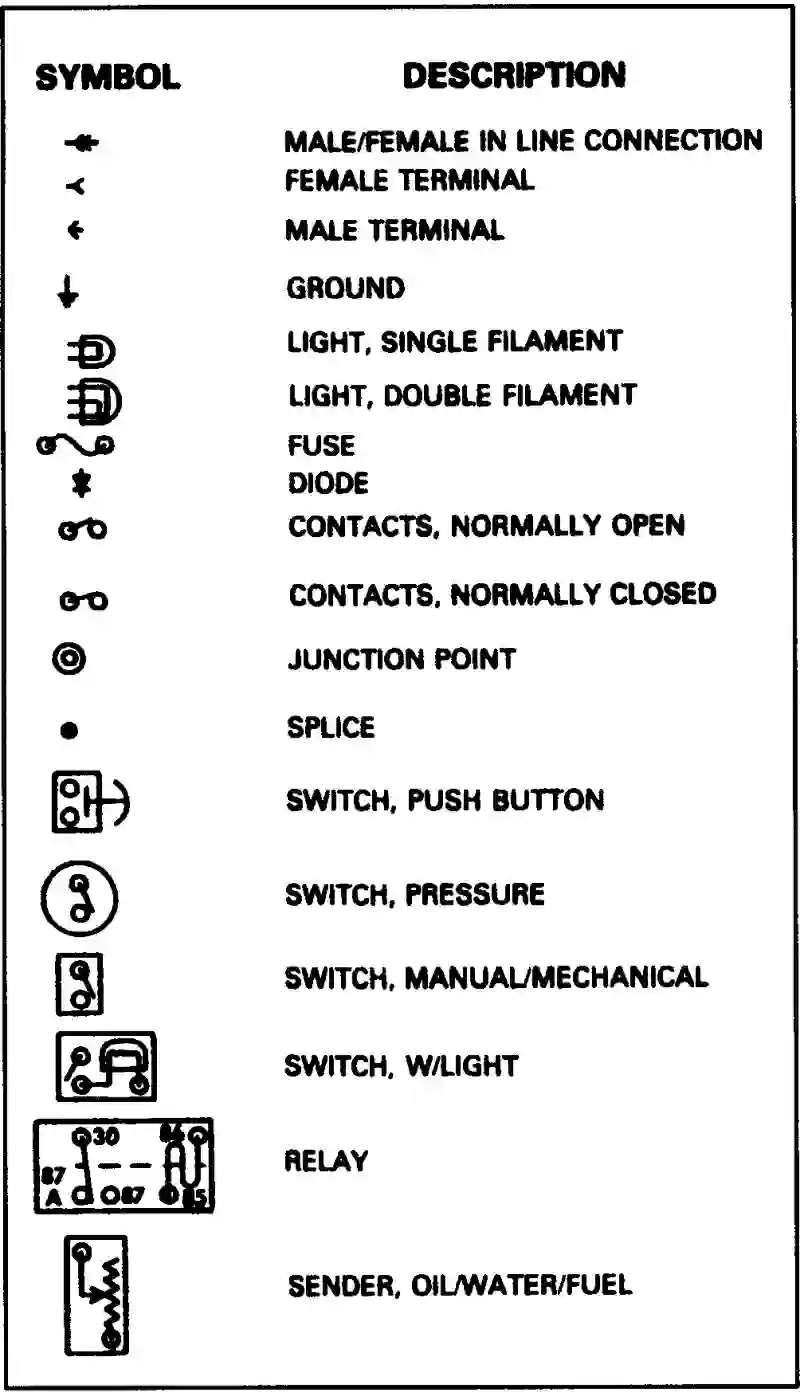 SYMBOL DESCRIPTION
MALE/FEMALE IN LINE CONNECTION
FEMALE TERMINAL
MALE TERMINAL
GROUND
LIGHT, SINGLE FILAMENT
LIGHT, DOUBLE FILAMENT
FUSE
DIODE
CONTACTS, NORMALLY OPEN
CONTACTS, NORMALLY CLOSED
JUNCTION POINT
SPLICE
SWITCH, PUSH BUTTON
SWITCH, PRESSURE
SWITCH, MANUAL/MECHANICAL
SWITCH, W/LIGHT
30 86
RELAY
87
A 87 85
SENDER, OIL/WATER/FUEL